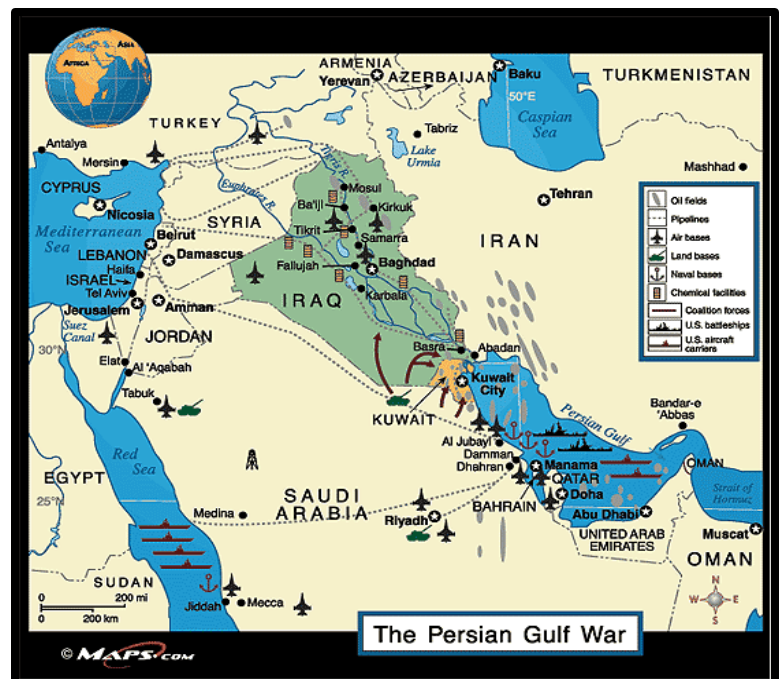 AFRICA
ASIA
ARMENIA
Yerevan
AZERBAIJAN
Baku
50°E
TURKMENISTAN
Caspian
Sea
TURKEY
Antalya
Mersin
Tabriz
Lake
Urmia
Mashhad
Tigris R.
Euphrates R.
Mosul
CYPRUS
Nicosia
Ba'iji
Kirkuk
Tehran
Mediterranean
Sea
SYRIA
Beirut
LEBANON
Damascus
Tikrit
Samarra
IRAN
Haifa
ISRAEL
Tel Aviv
Fallujah
Baghdad
Jerusalem
Amman
IRAQ
Karbala
Suez
Canal
JORDAN
30°N
Basra
Abadan
Elat
Al 'Aqabah
Kuwait
City
Tabuk
KUWAIT
Persian Gulf
Bandar-e
'Abbas
Al Jubayl
Damman
Dhahran
Manama
Red
Sea
EGYPT
QATAR
OMAN
Strait of
Hormuz
25°N
SAUDI
ARABIA
BAHRAIN
Doha
Medina
Riyadh
Abu Dhabi
UNITED ARAB
EMIRATES
Muscat
OMAN
SUDAN
Jiddah
Mecca
0 200 mi
0 200 km
N
W E
S
Oil fields
Pipelines
Air bases
Land bases
Naval bases
Chemical facilities
Coalition forces
U.S. battleships
U.S. aircraft
carriers
The Persian Gulf War
© MAPS.COM